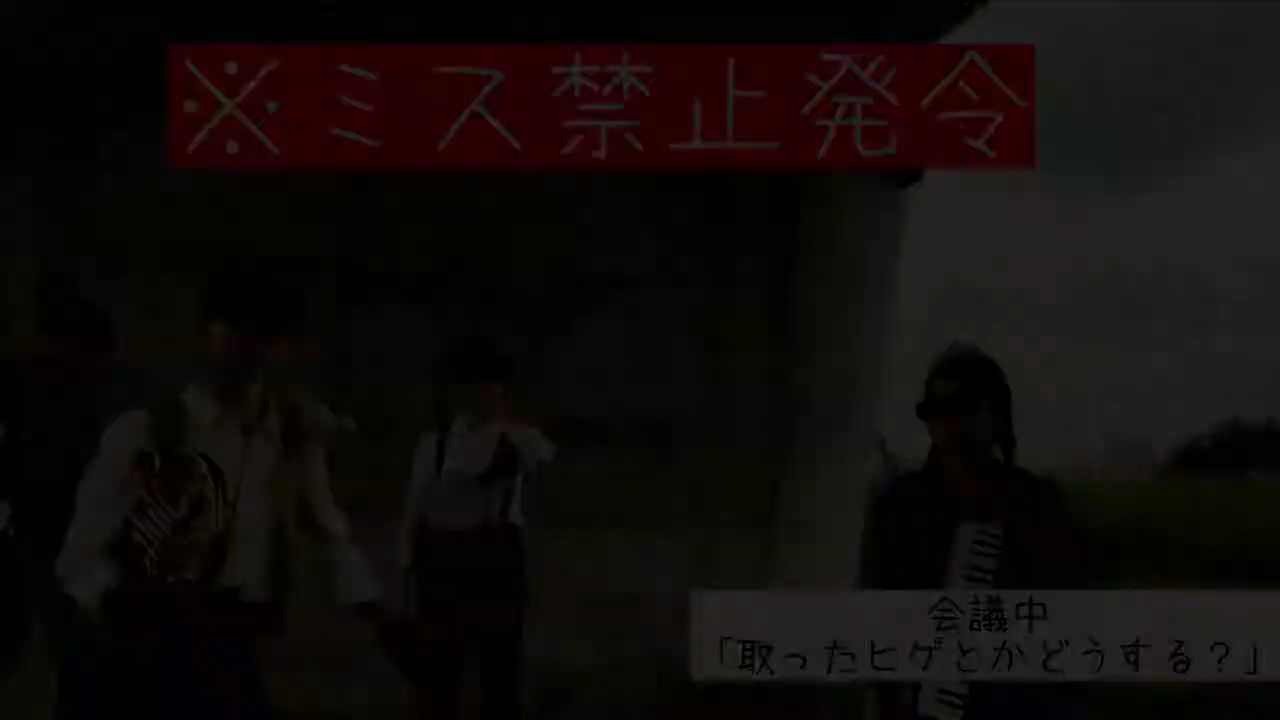 ※ミス禁止発令
会議中
「取ったヒゲとかどうする？」